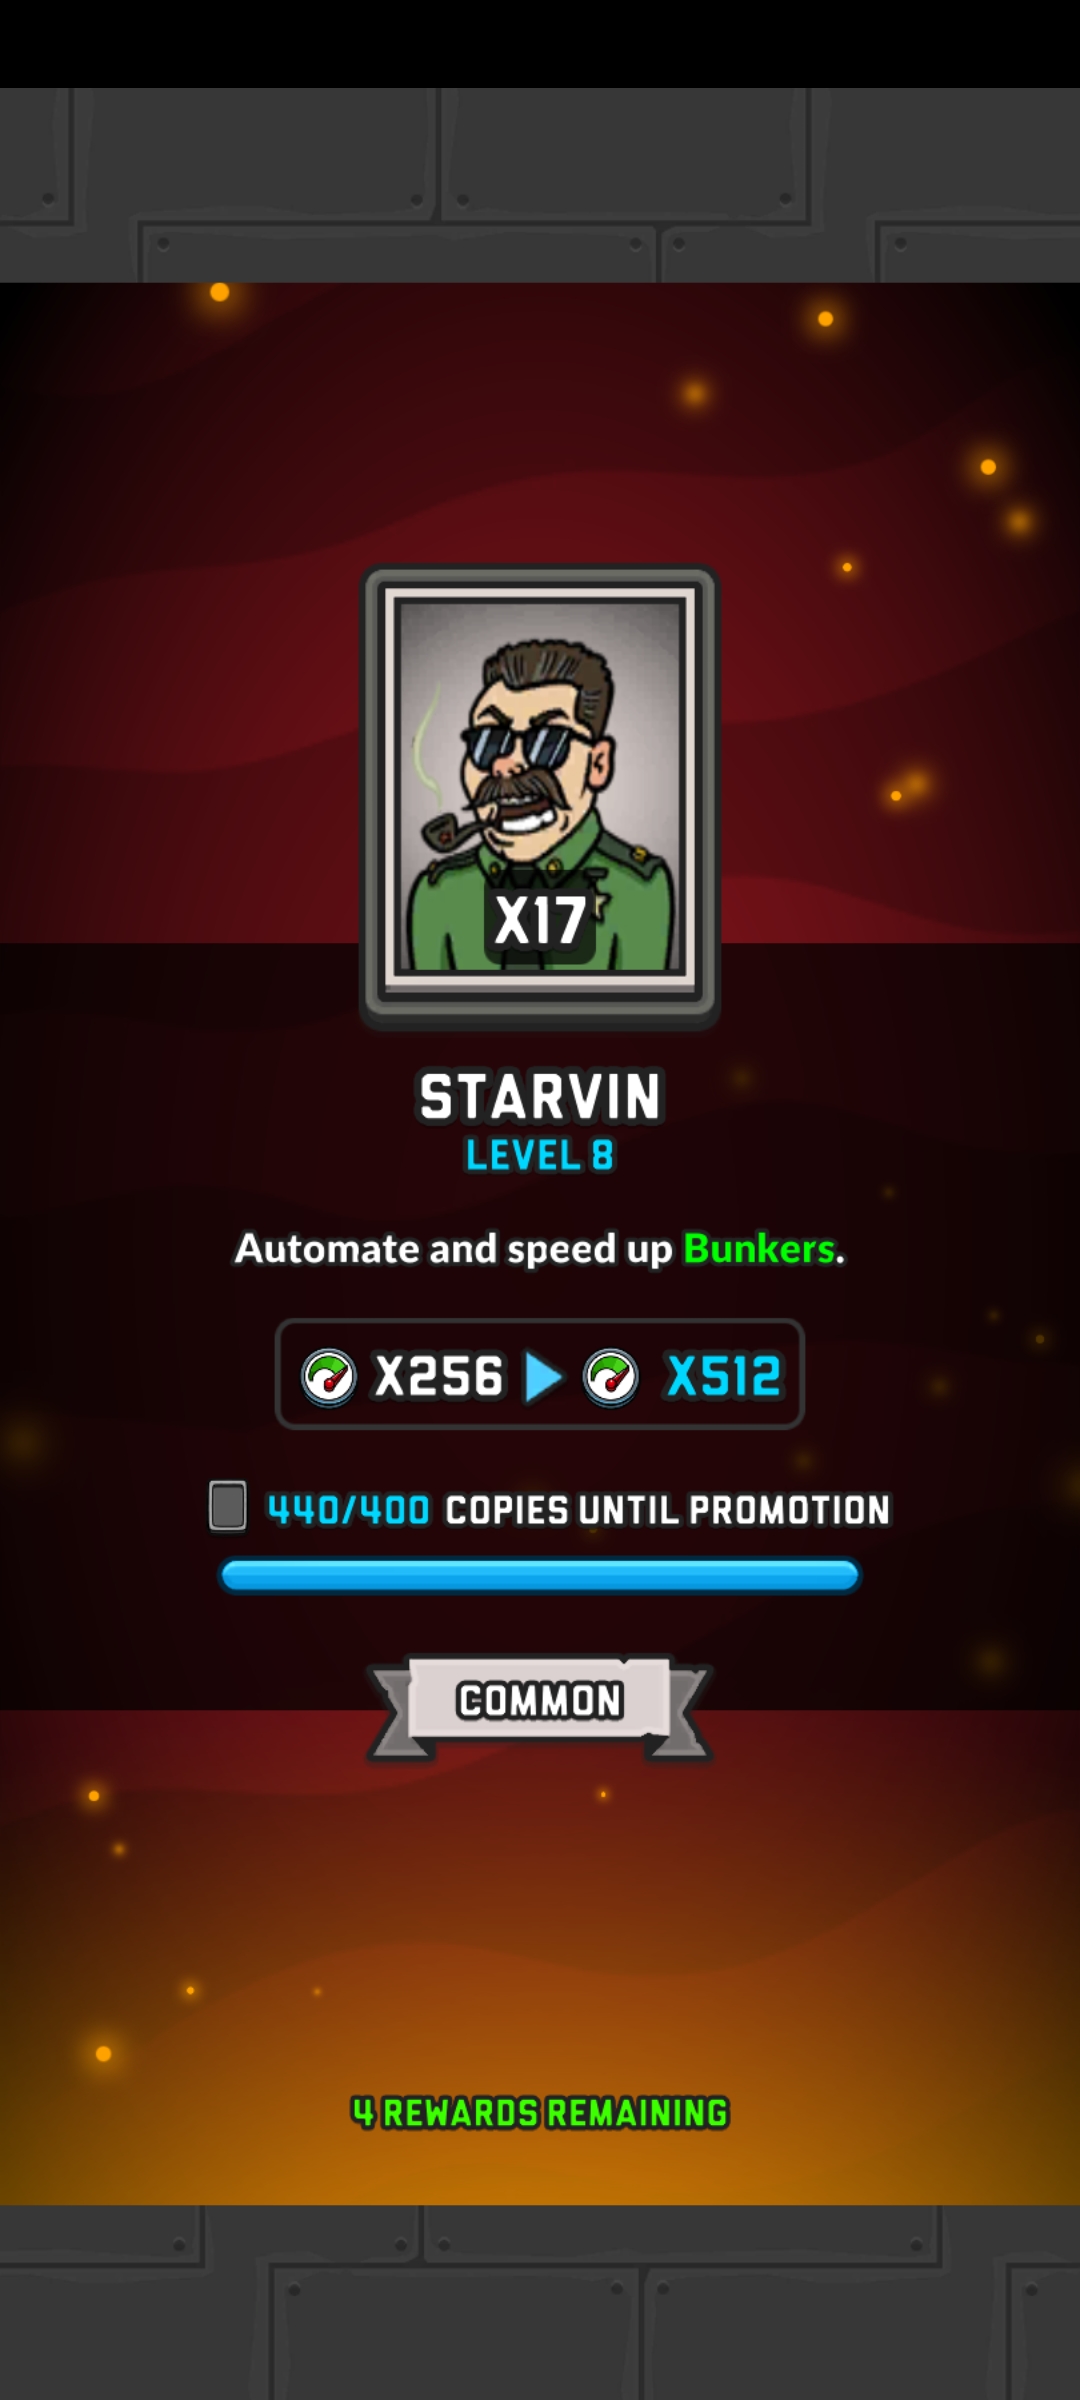 X17
STARVIN
LEVEL 8
Automate and speed up Bunkers.
X256 X512
440/400 COPIES UNTIL PROMOTION
COMMON
4 REWARDS REMAINING